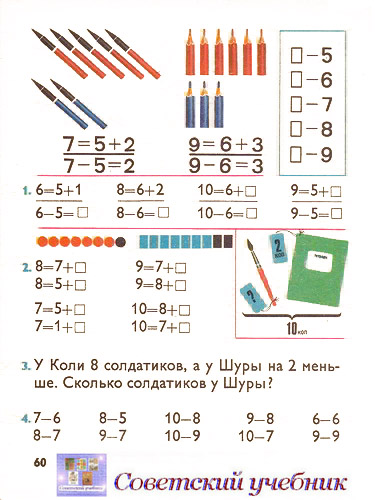 7=5+2
7-5=2
9=6+3
9-6=3
□-5
□-6
□-7
□-8
□-9
1. 6=5+1 8=6+2 10=6+□ 9=5+□
6-5=□ 8-6=□ 10-6=□ 9-5=□
2. 8=7+□ 9=7+□
8=5+□ 9=8+□
7=5+□ 10=8+□
7=1+□ 10=7+□
2 КОП
ТЕТРАДЬ
?
10 КОП
3. У Коли 8 солдатиков, а у Шуры на 2 мень-
ше. Сколько солдатиков у Шуры?
4. 7-6 8-5 10-8 9-8 6-6
8-7 9-7 10-9 10-7 9-9
60
Советский учебник